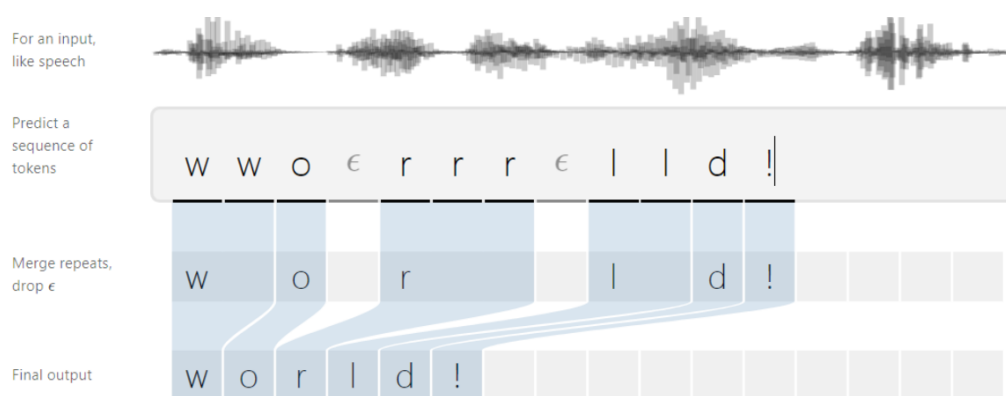 For an input,
like speech
Predict a
sequence of
tokens
w w o ϵ r r r ϵ l l d !
Merge repeats,
drop ϵ
w o r l d !
Final output
w o r l d !